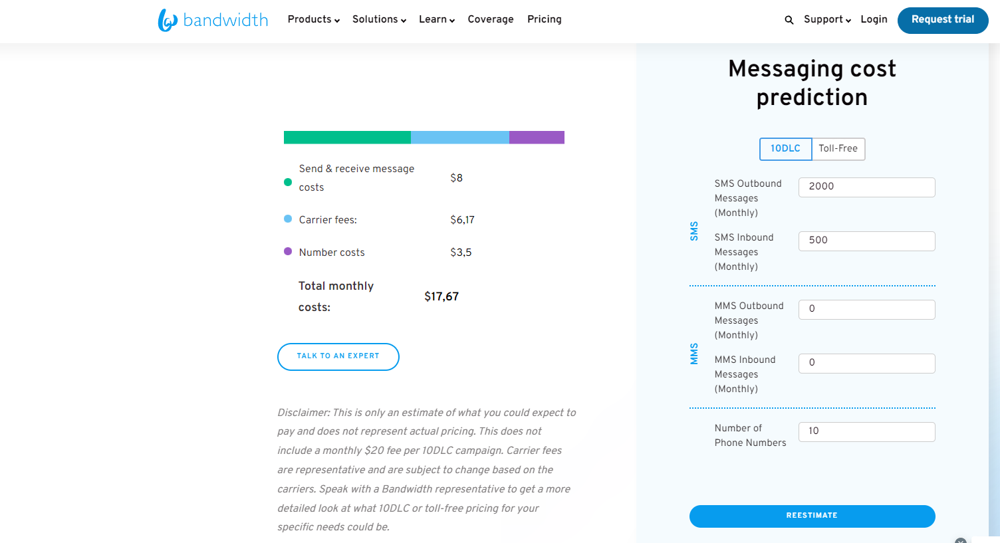 bandwidth Products Solutions Learn Coverage Pricing Support Login Request trial
Send & receive message
costs
$8
Carrier fees: $6,17
Number costs $3,5
Total monthly
costs:
$17,67
TALK TO AN EXPERT
Disclaimer: This is only an estimate of what you could expect to
pay and does not represent actual pricing. This does not
include a monthly $20 fee per 10DLC campaign. Carrier fees
are representative and are subject to change based on the
carriers. Speak with a Bandwidth representative to get a more
detailed look at what 10DLC or toll-free pricing for your
specific needs could be.
Messaging cost
prediction
10DLC Toll-Free
SMS
SMS Outbound
Messages
(Monthly)
2000
SMS Inbound
Messages
(Monthly)
500
MMS
MMS Outbound
Messages
(Monthly)
0
MMS Inbound
Messages
(Monthly)
0
Number of
Phone Numbers
10
REESTIMATE